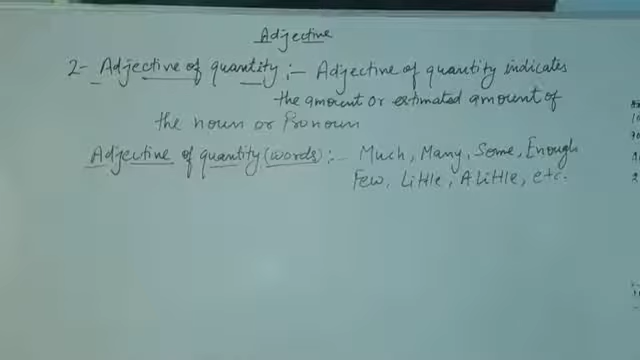 Adjective
2- Adjective of quantity :- Adjective of quantity indicates
the amount or estimated amount of
the noun or Pronoun
Adjective of quantity (words) :- Much, Many, Some, Enough
Few, Little, A Little, etc.